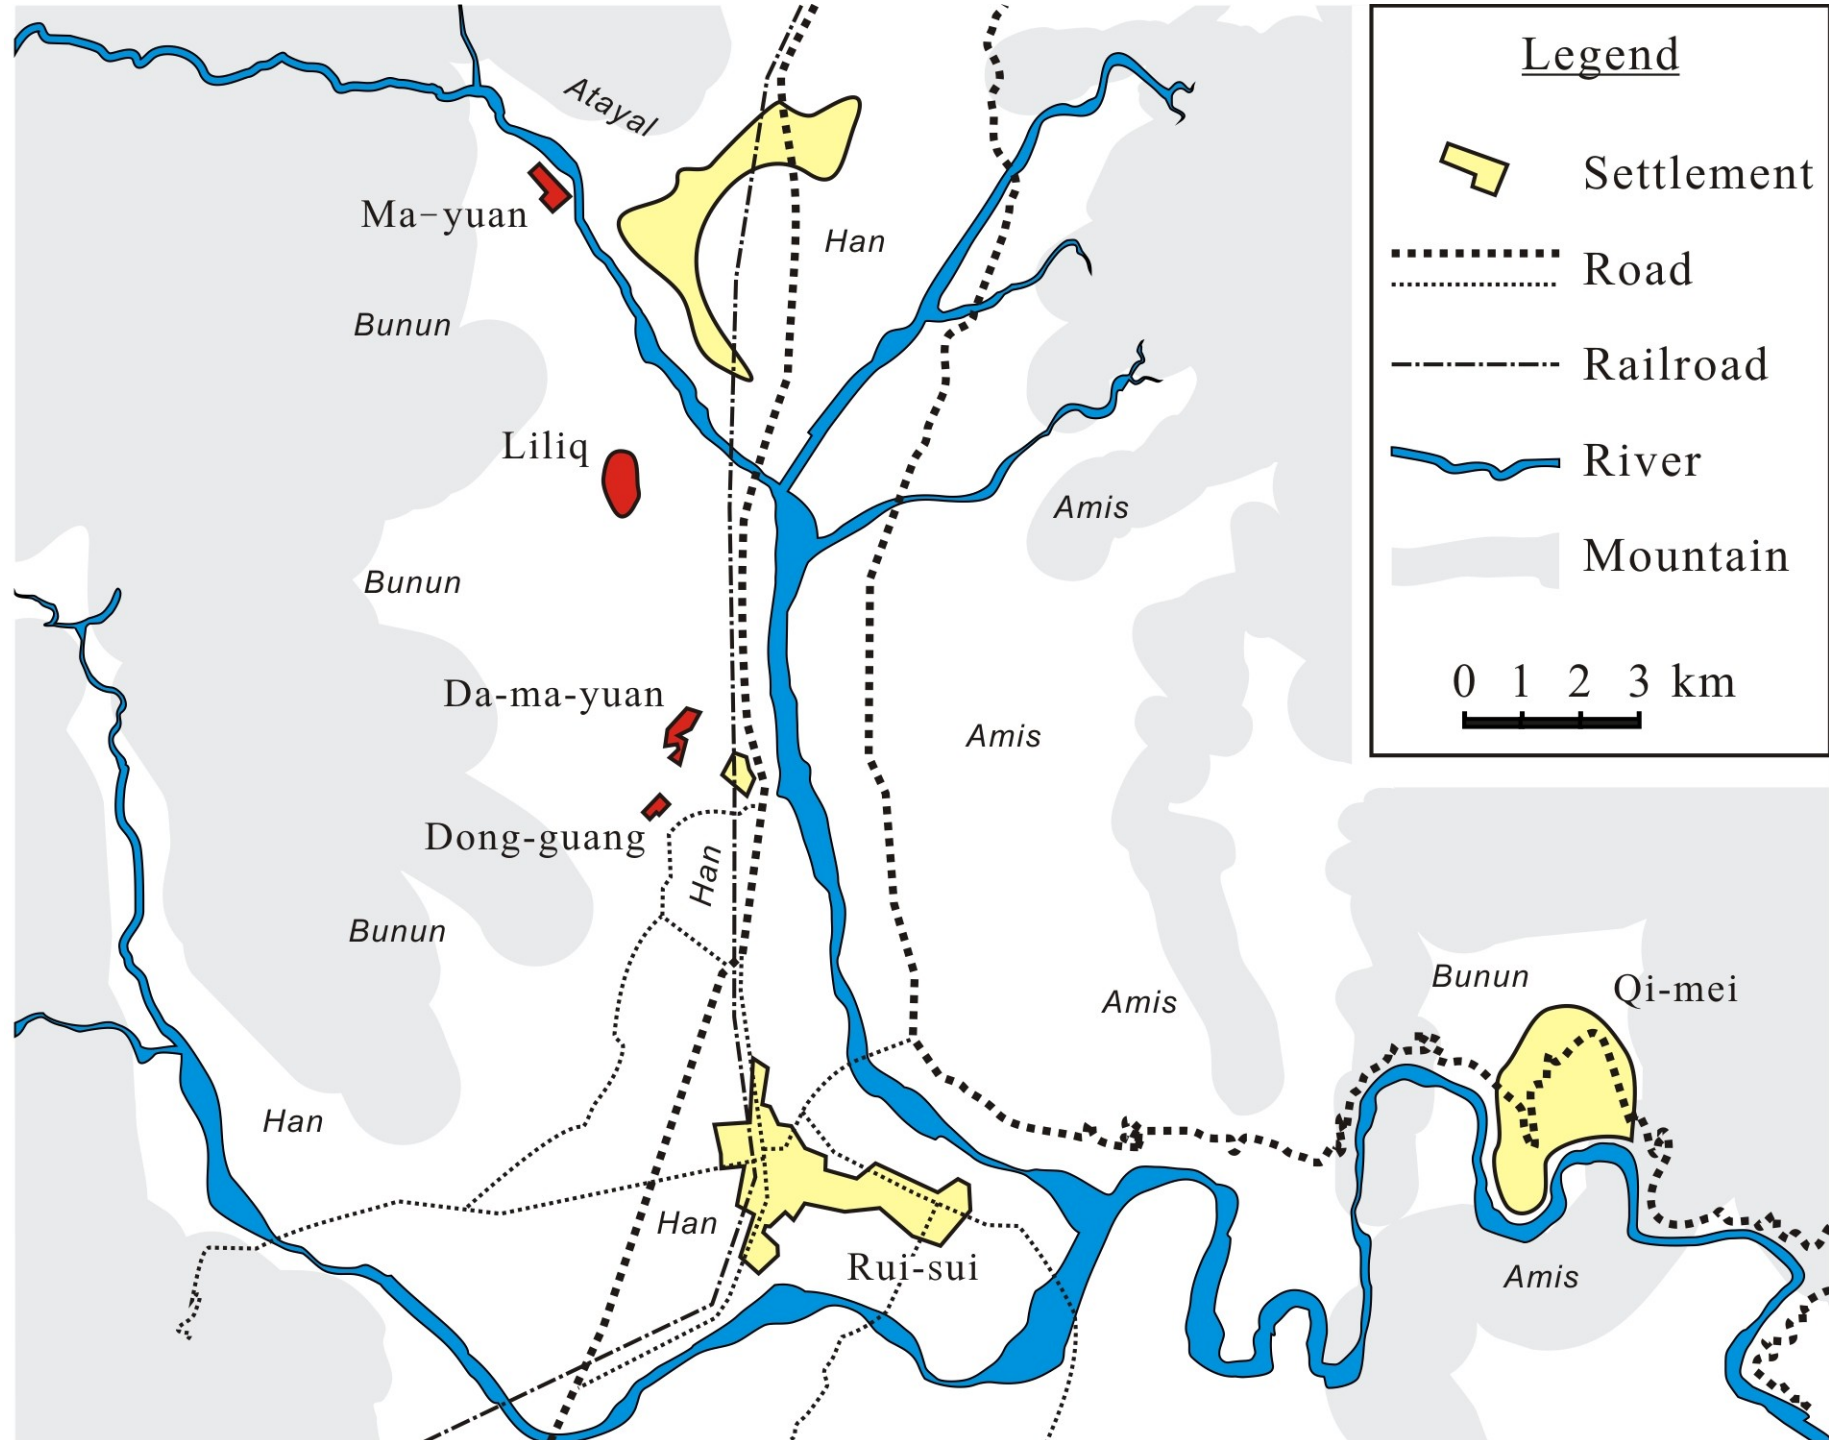 Legend
Atayal
Settlement
Ma-yuan
Han
Road
Bunun
Railroad
Liliq
River
Amis
Mountain
Bunun
0 1 2 3 km
Da-ma-yuan
Amis
Dong-guang
Han
Bunun
Bunun
Qi-mei
Amis
Han
Han
Rui-sui
Amis